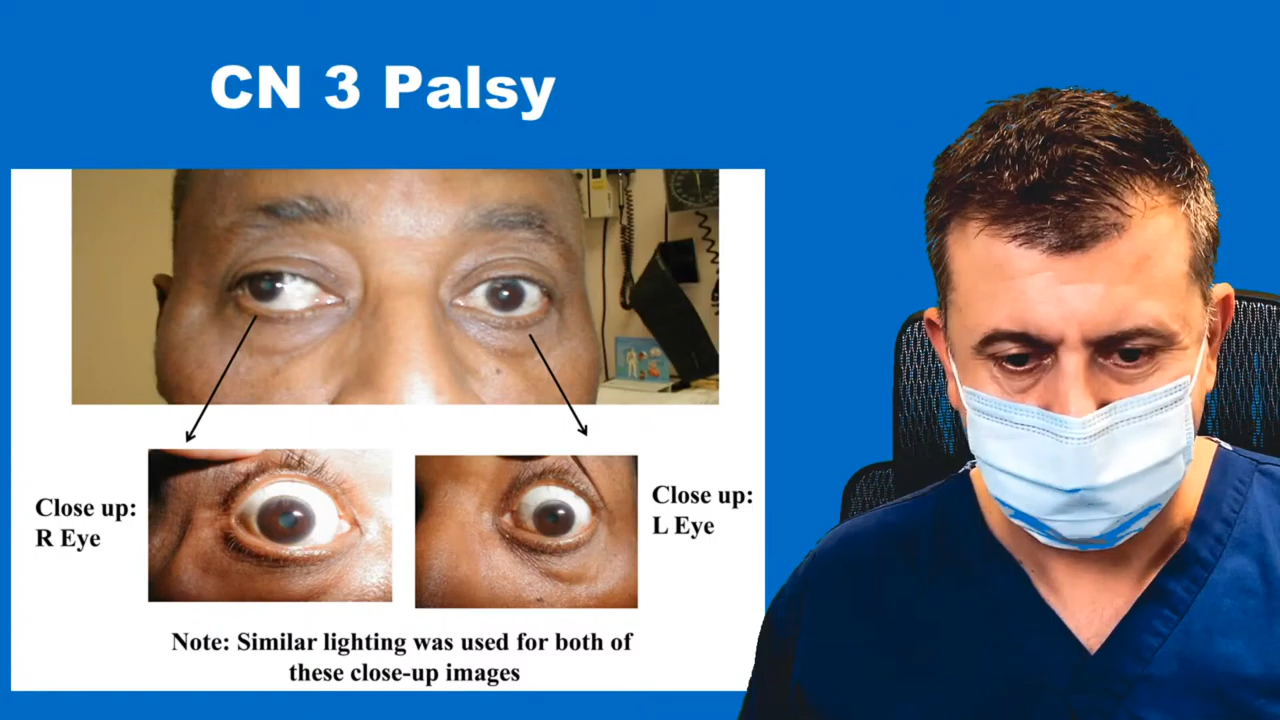 CN 3 Palsy
Close up:
R Eye
Close up:
L Eye
Note: Similar lighting was used for both of
these close-up images